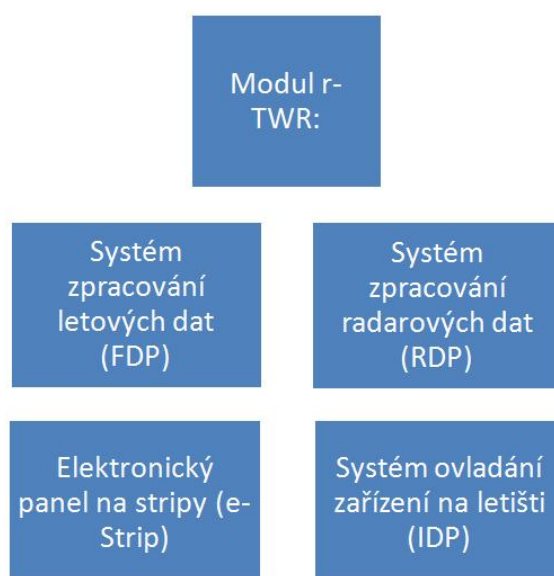 Modul r-
TWR:
Systém
zpracování
letových dat
(FDP)
Systém
zpracování
radarových dat
(RDP)
Elektronický
panel na stripy (e-
Strip)
Systém ovladání
zařízení na letišti
(IDP)